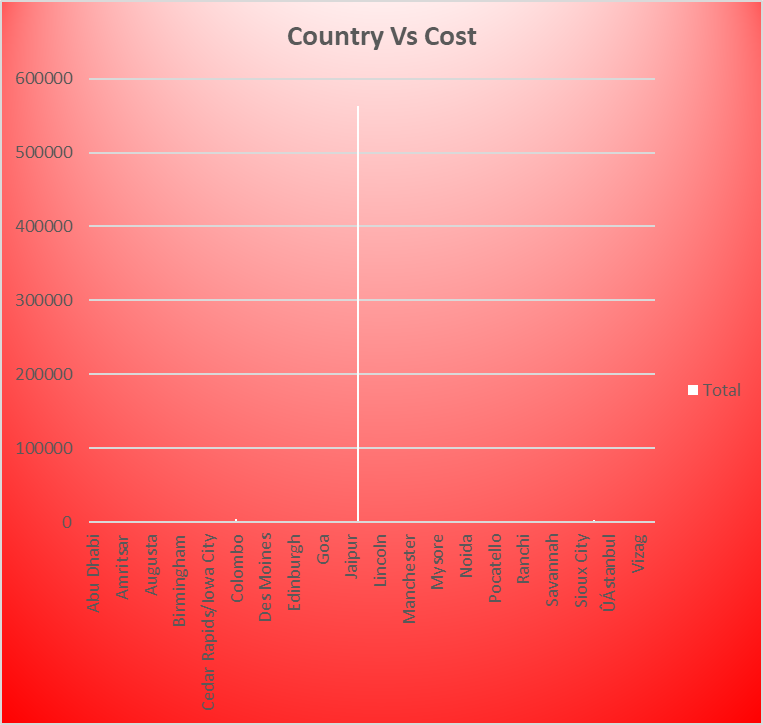 Country Vs Cost
600000
500000
400000
300000
200000
100000
0
Total
Abu Dhabi
Amritsar
Augusta
Birmingham
Cedar Rapids/Iowa City
Colombo
Des Moines
Edinburgh
Goa
Jaipur
Lincoln
Manchester
Mysore
Noida
Pocatello
Ranchi
Savannah
Sioux City
ÛÁstanbul
Vizag